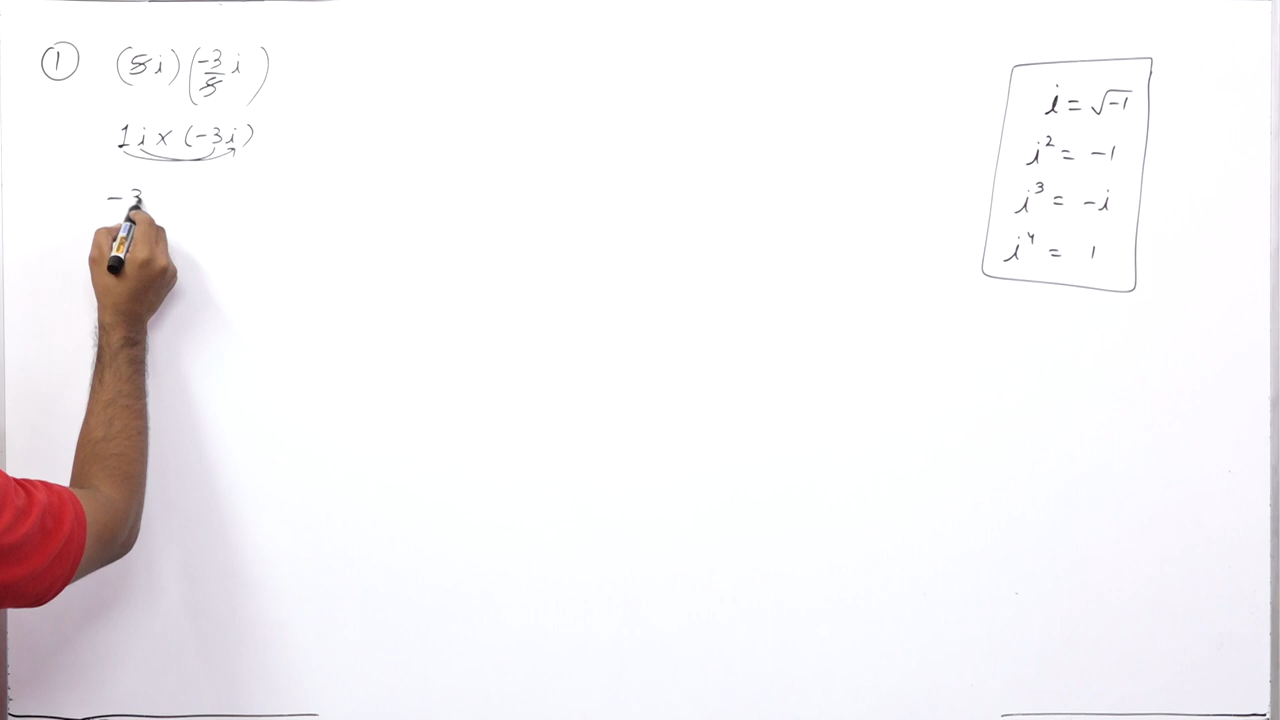 ① (5i) (-3/5 i)
1i × (-3i)
-3
i = √-1
i² = -1
i³ = -i
i⁴ = 1